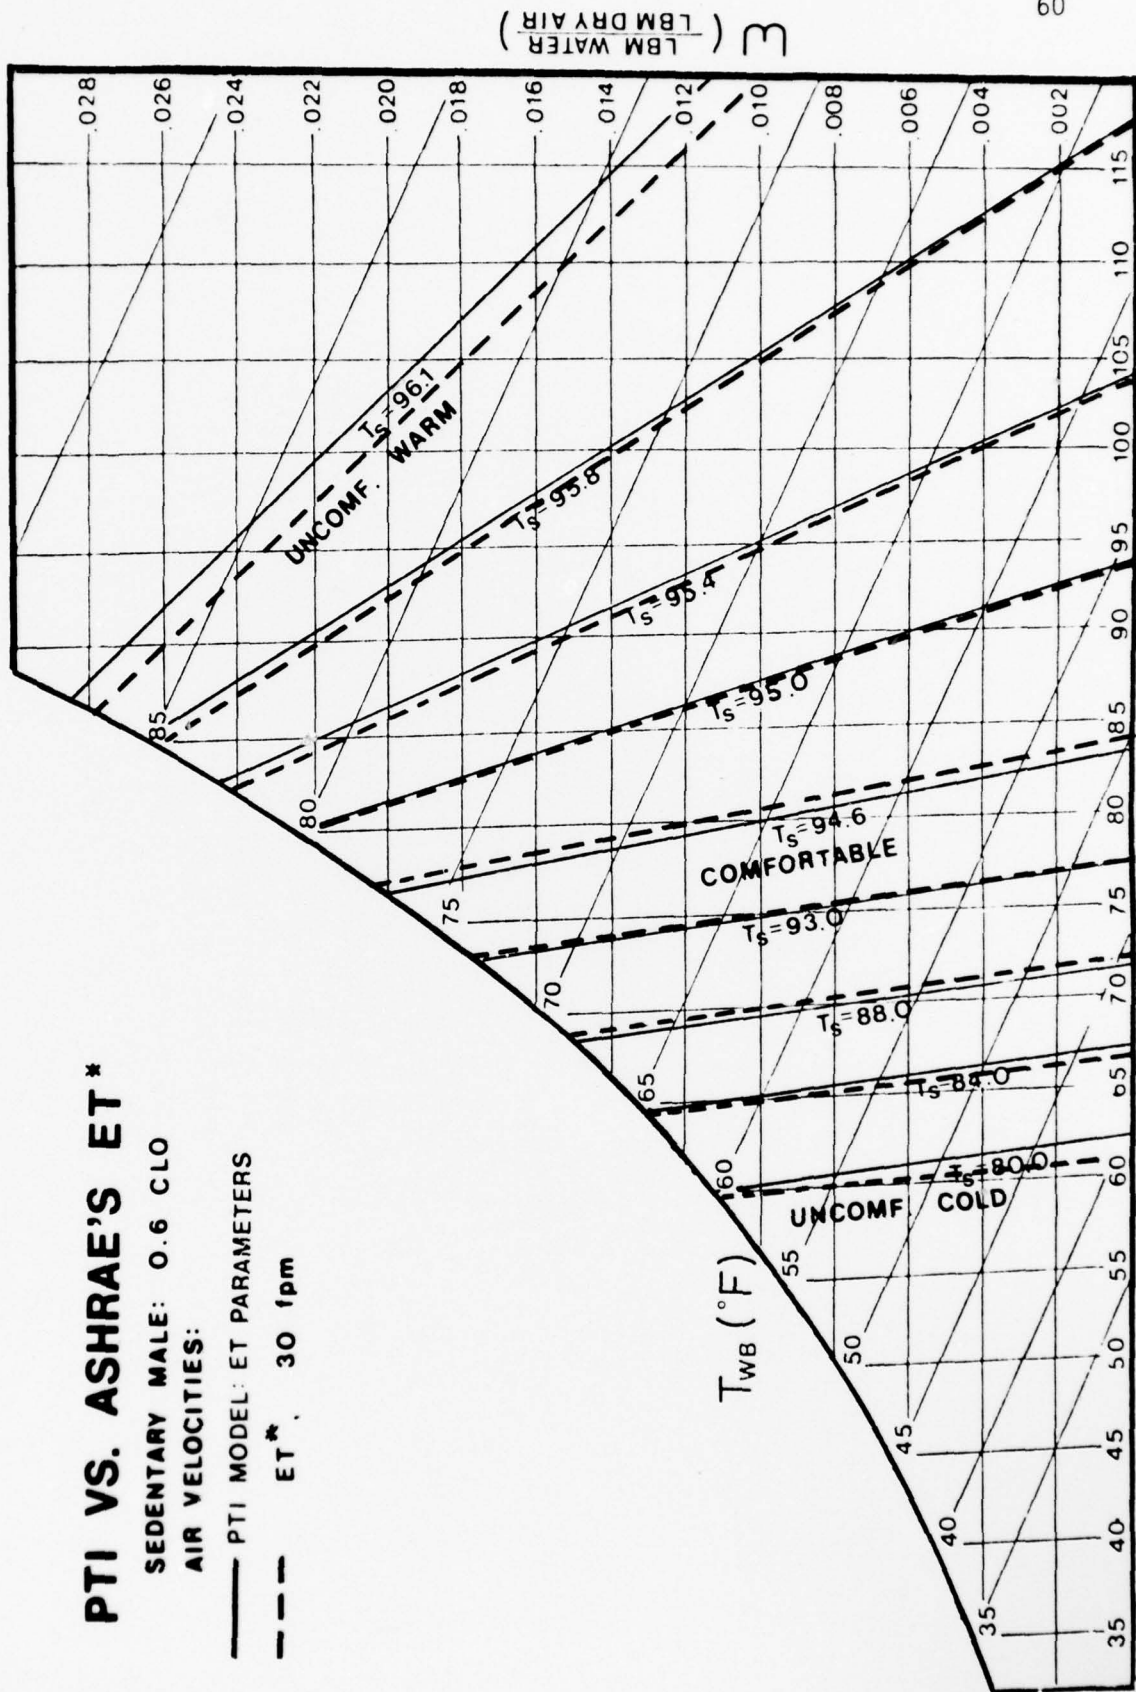 60
PTI VS. ASHRAE'S ET*
SEDENTARY MALE: 0.6 CLO
AIR VELOCITIES:
PTI MODEL: ET PARAMETERS
ET*. 30 fpm
TWB (°F)
35
40
45
50
55
60
65
70
75
80
85
UNCOMF. COLD
Ts=80.0
Ts=84.0
Ts=88.0
Ts=93.0
COMFORTABLE
Ts=94.6
Ts=95.0
Ts=95.4
Ts=95.8
UNCOMF. WARM
Ts=96.1
ω (LBM WATER / LBM DRY AIR)
.028
.026
.024
.022
.020
.018
.016
.014
.012
.010
.008
.006
.004
.002
35
40
45
50
55
60
65
70
75
80
85
90
95
100
105
110
115